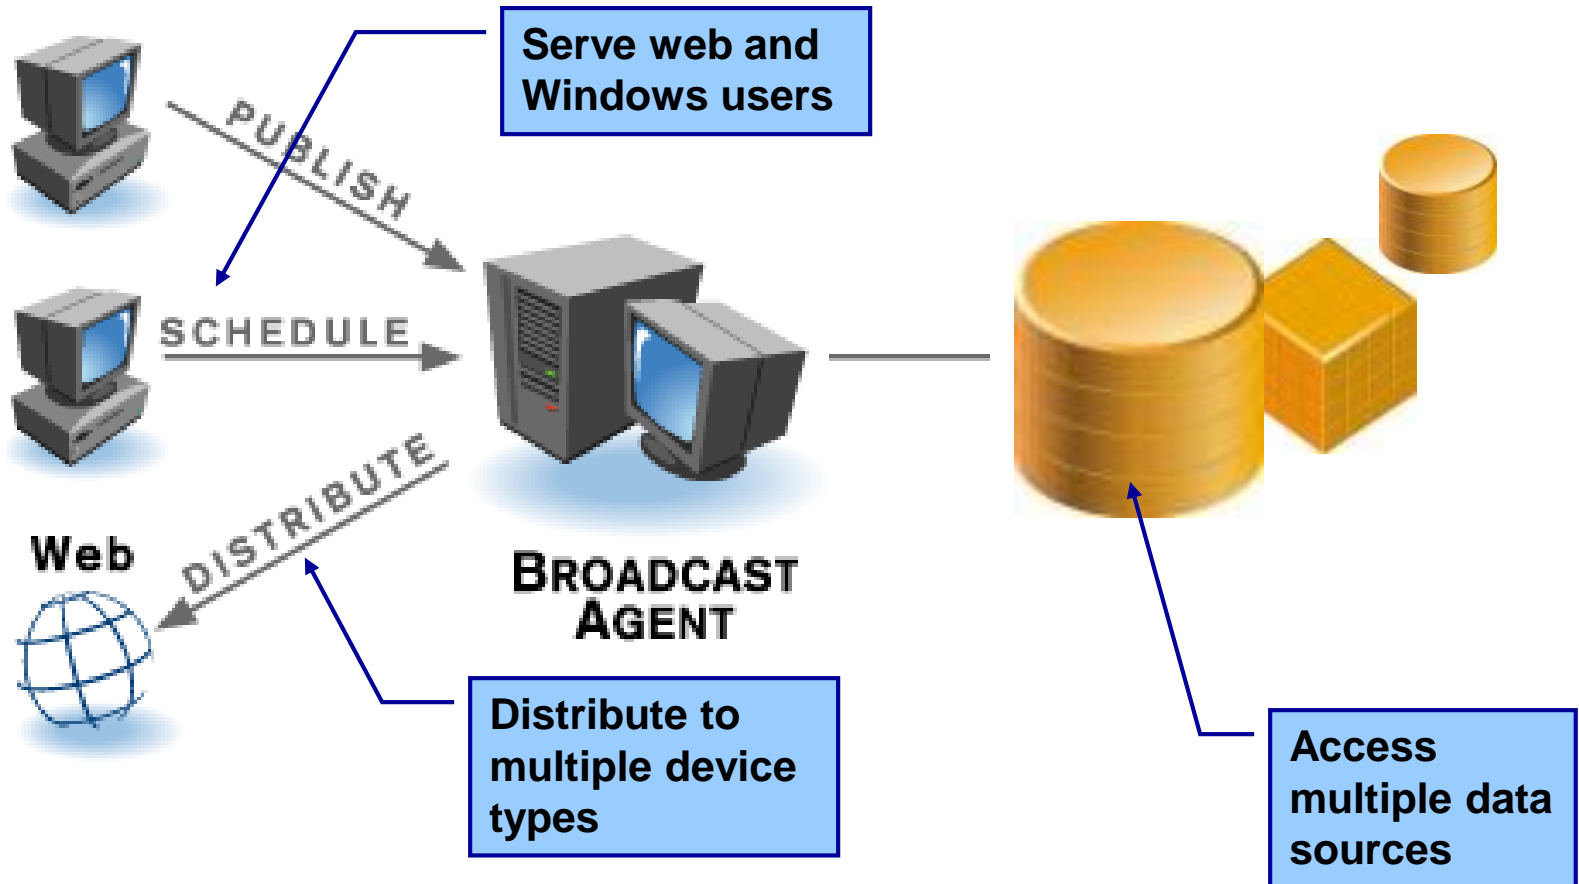 Serve web and
Windows users
PUBLISH
SCHEDULE
DISTRIBUTE
Web
BROADCAST
AGENT
Distribute to
multiple device
types
Access
multiple data
sources